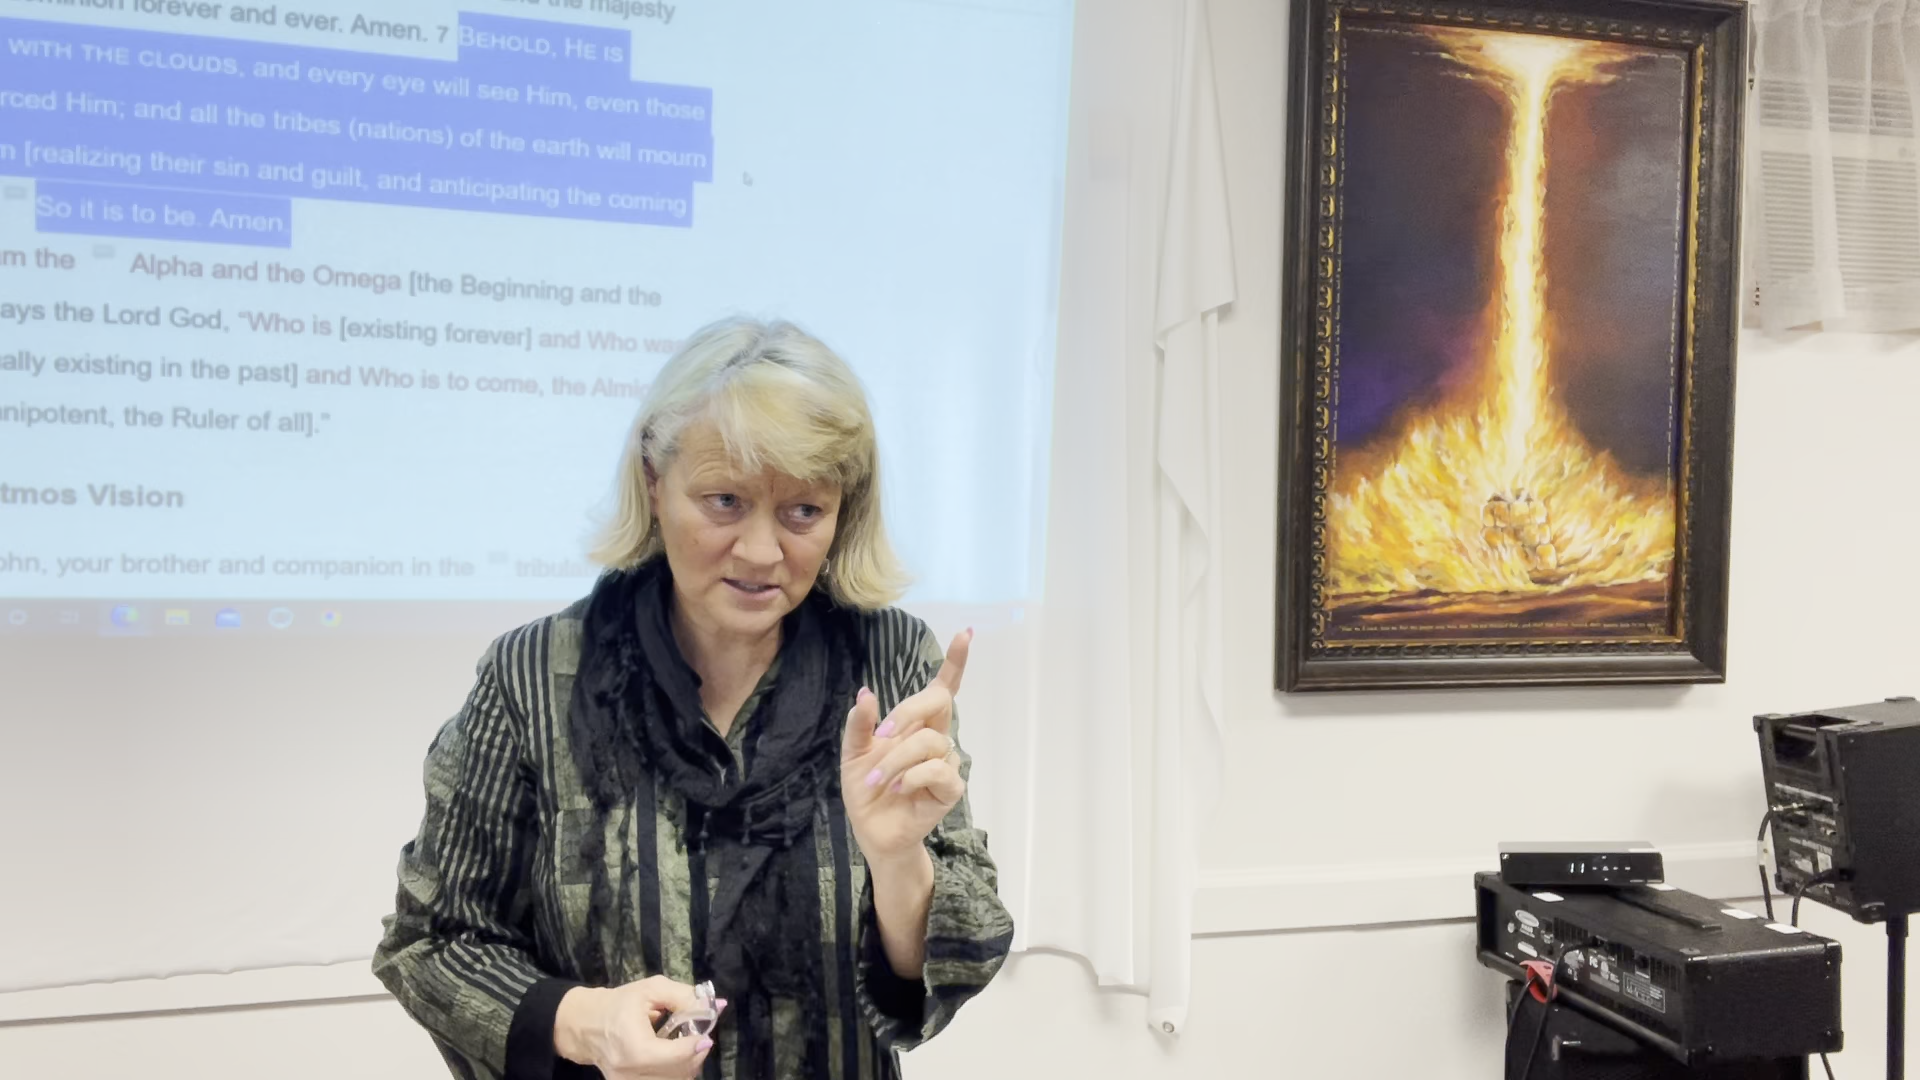 forever and ever. Amen. 7 BEHOLD, HE IS
the majesty
WITH THE CLOUDS, and every eye will see Him, even those
rced Him; and all the tribes (nations) of the earth will mourn
[realizing their sin and guilt, and anticipating the coming
So it is to be. Amen.
m the Alpha and the Omega [the Beginning and the
ays the Lord God, “Who is [existing forever] and Who was
ally existing in the past] and Who is to come, the Almig
nipotent, the Ruler of all].”
tmos Vision
ohn, your brother and companion in the tribula